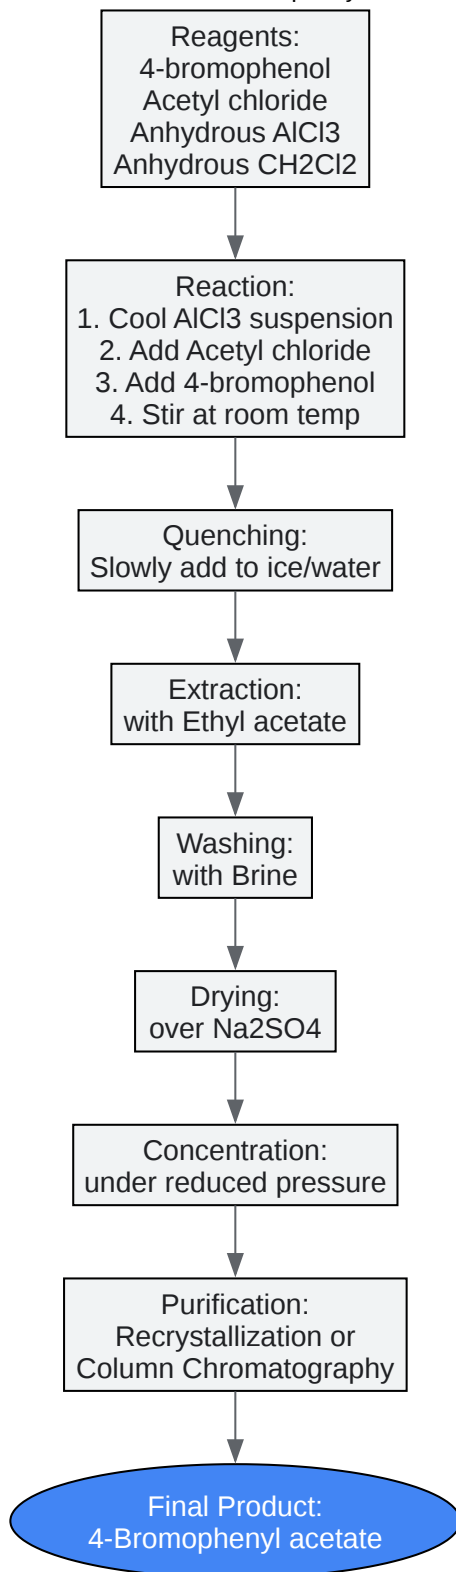 Reagents:
4-bromophenol
Acetyl chloride
Anhydrous AlCl3
Anhydrous CH2Cl2
Reaction:
1. Cool AlCl3 suspension
2. Add Acetyl chloride
3. Add 4-bromophenol
4. Stir at room temp
Quenching:
Slowly add to ice/water
Extraction:
with Ethyl acetate
Washing:
with Brine
Drying:
over Na2SO4
Concentration:
under reduced pressure
Purification:
Recrystallization or
Column Chromatography
Final Product:
4-Bromophenyl acetate